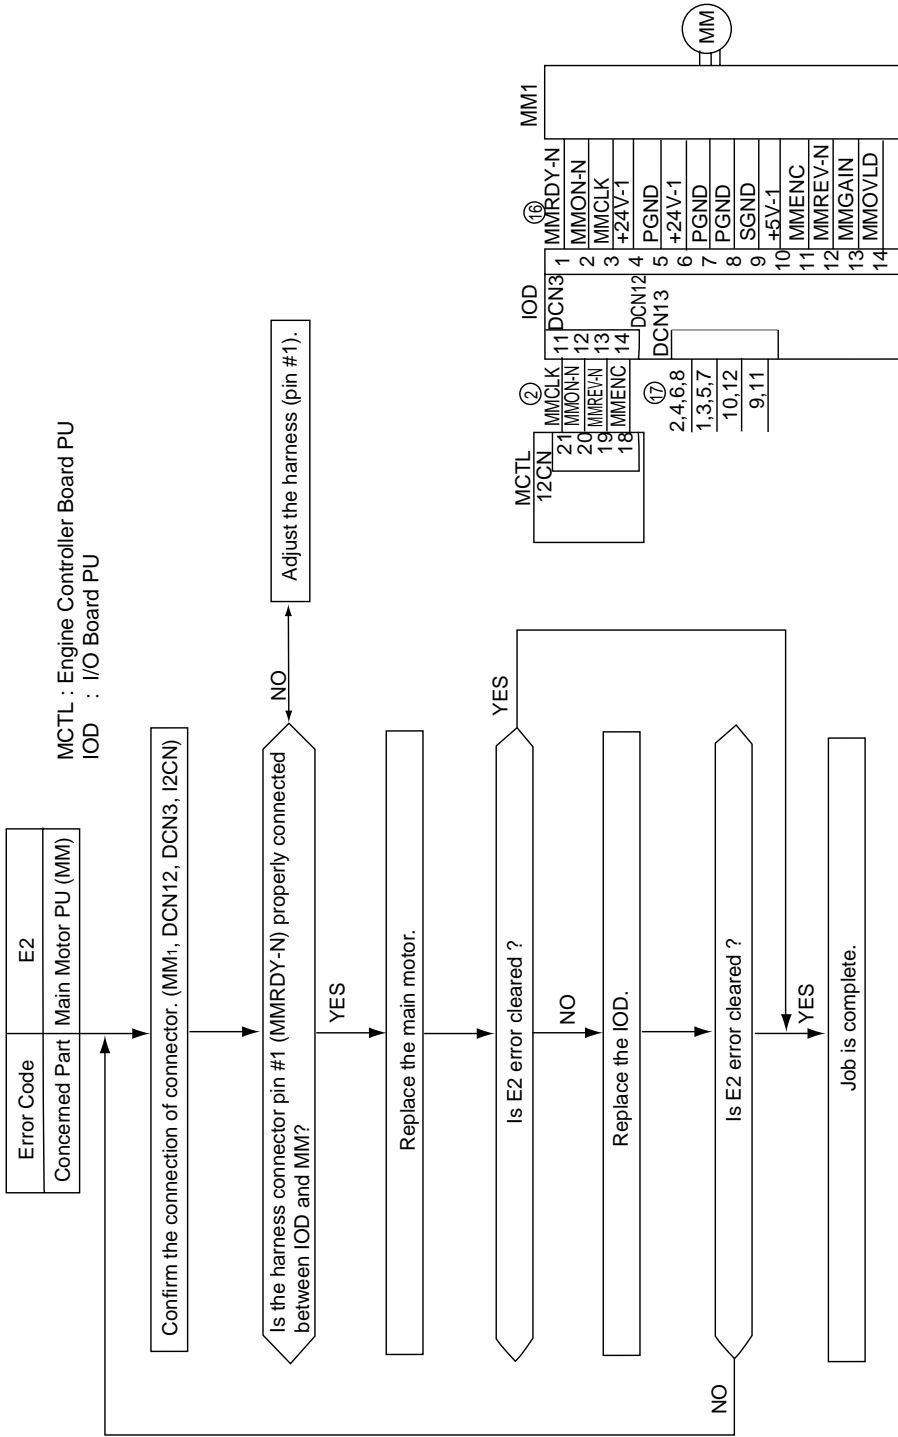 Error Code E2
Concerned Part Main Motor PU (MM)
MCTL : Engine Controller Board PU
IOD : I/O Board PU
Confirm the connection of connector. (MM1, DCN12, DCN3, I2CN)
Is the harness connector pin #1 (MMRDY-N) properly connected
between IOD and MM?
NO
Adjust the harness (pin #1).
YES
Replace the main motor.
Is E2 error cleared ?
YES
NO
Replace the IOD.
Is E2 error cleared ?
NO
YES
Job is complete.
MCTL
12CN
21
20
19
18
②
MMCLK
MMON-N
MMREV-N
MMENC
⑰
2,4,6,8
1,3,5,7
10,12
9,11
IOD
DCN3
11
12
13
14
DCN12
DCN13
1
2
3
4
5
6
7
8
9
10
11
12
13
14
⑯
MMRDY-N
MMON-N
MMCLK
+24V-1
PGND
+24V-1
PGND
PGND
SGND
+5V-1
MMENC
MMREV-N
MMGAIN
MMOVLD
MM1
MM